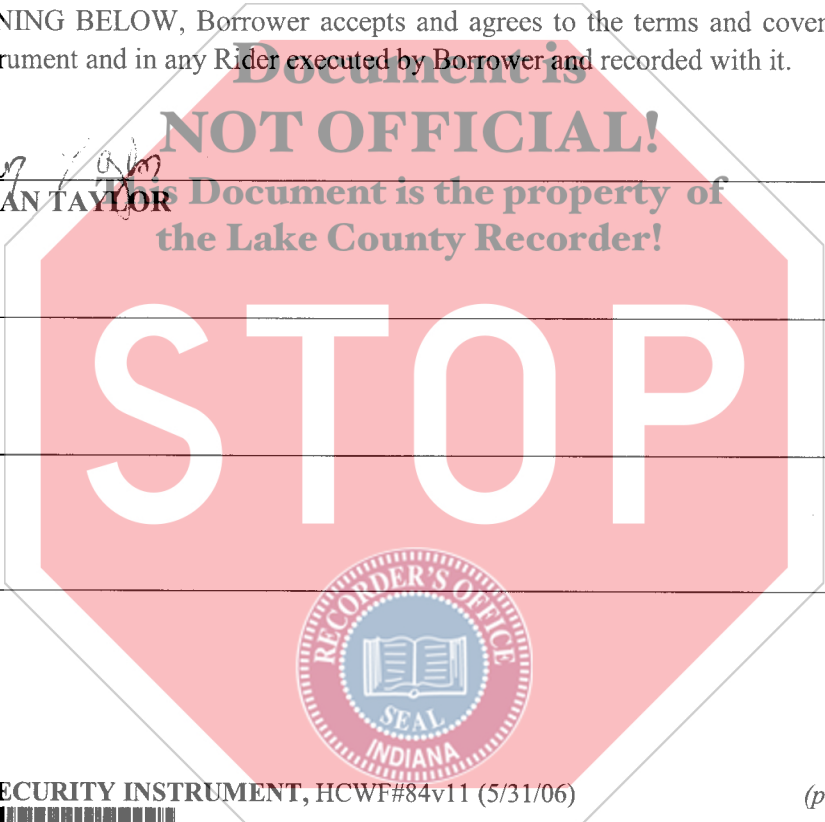 NING BELOW, Borrower accepts and agrees to the terms and cover
rument and in any Rider executed by Borrower and recorded with it.
Document is
NOT OFFICIAL!
AN TAYLOR
This Document is the property of
the Lake County Recorder!
STOP
RECORDER'S OFFICE
SEAL
INDIANA
ECURITY INSTRUMENT, HCWF#84v11 (5/31/06)
(p